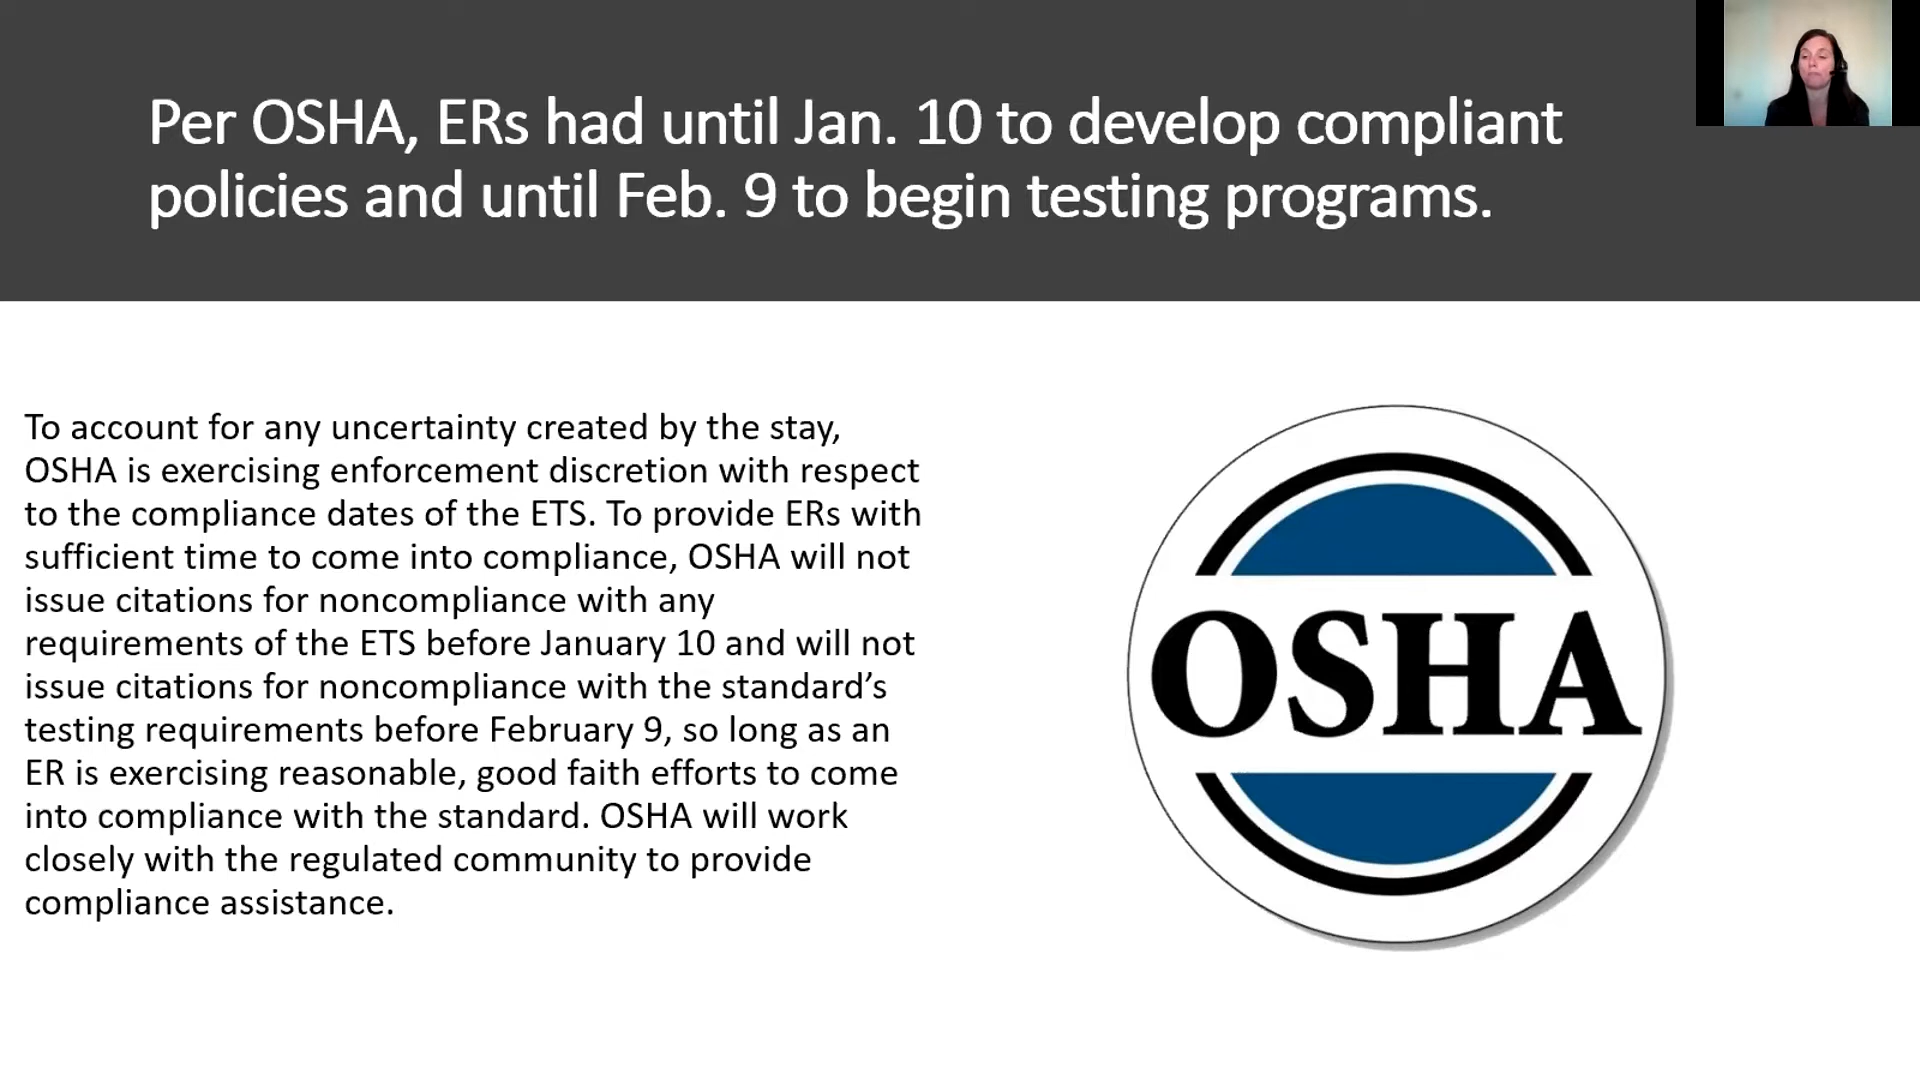 Per OSHA, ERs had until Jan. 10 to develop compliant
policies and until Feb. 9 to begin testing programs.
To account for any uncertainty created by the stay,
OSHA is exercising enforcement discretion with respect
to the compliance dates of the ETS. To provide ERs with
sufficient time to come into compliance, OSHA will not
issue citations for noncompliance with any
requirements of the ETS before January 10 and will not
issue citations for noncompliance with the standard’s
testing requirements before February 9, so long as an
ER is exercising reasonable, good faith efforts to come
into compliance with the standard. OSHA will work
closely with the regulated community to provide
compliance assistance.
OSHA